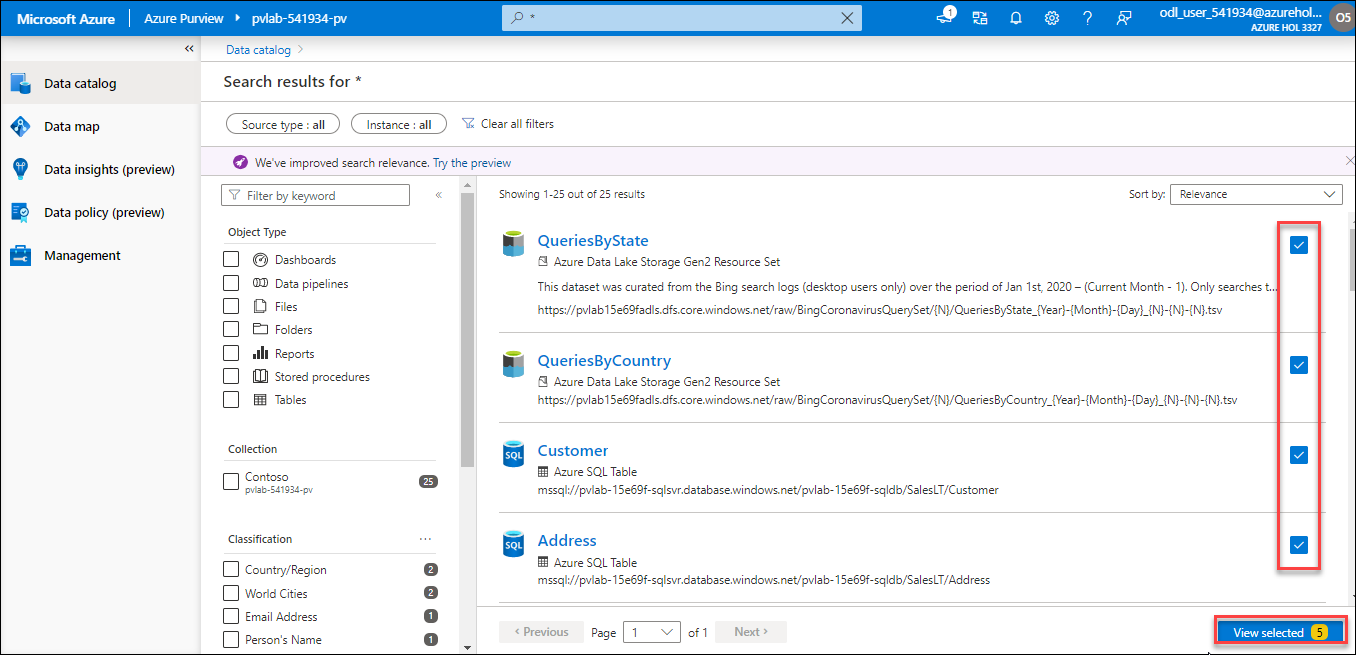 Microsoft Azure
Azure Purview
pvlab-541934-pv
*
1
odl_user_541934@azurehol...
AZURE HOL 3327
O5
Data catalog
Data map
Data insights (preview)
Data policy (preview)
Management
Data catalog
Search results for *
Source type : all
Instance : all
Clear all filters
We've improved search relevance. Try the preview
Filter by keyword
Object Type
Dashboards
Data pipelines
Files
Folders
Reports
Stored procedures
Tables
Collection
Contoso
pvlab-541934-pv
25
Classification
...
Country/Region 2
World Cities 2
Email Address 1
Person's Name 1
Showing 1-25 out of 25 results
Sort by: Relevance
QueriesByState
Azure Data Lake Storage Gen2 Resource Set
This dataset was curated from the Bing search logs (desktop users only) over the period of Jan 1st, 2020 – (Current Month - 1). Only searches t...
https://pvlab15e69fadls.dfs.core.windows.net/raw/BingCoronavirusQuerySet/{N}/QueriesByState_{Year}-{Month}-{Day}_{N}-{N}-{N}.tsv
QueriesByCountry
Azure Data Lake Storage Gen2 Resource Set
https://pvlab15e69fadls.dfs.core.windows.net/raw/BingCoronavirusQuerySet/{N}/QueriesByCountry_{Year}-{Month}-{Day}_{N}-{N}-{N}.tsv
SQL
Customer
Azure SQL Table
mssql://pvlab-15e69f-sqlsvr.database.windows.net/pvlab-15e69f-sqldb/SalesLT/Customer
SQL
Address
Azure SQL Table
mssql://pvlab-15e69f-sqlsvr.database.windows.net/pvlab-15e69f-sqldb/SalesLT/Address
Previous
Page 1 of 1
Next
View selected 5